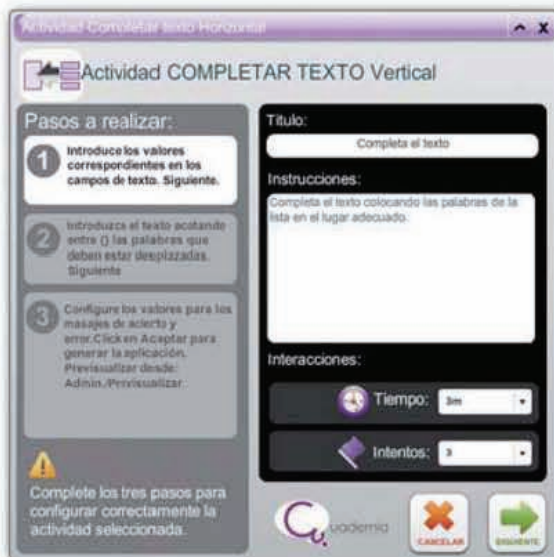 Actividad Completar texto Horizontal
Actividad COMPLETAR TEXTO Vertical
Pasos a realizar:
1
Introduce los valores
correspondientes en los
campos de texto. Siguiente.
2
Introduzca el texto acotando
entre () las palabras que
deben estar desplazadas.
Siguiente
3
Configure los valores para los
masajes de acierto y
error.Click en Aceptar para
generar la aplicación.
Previsualizar desde:
Admin./Privisualizar
Complete los tres pasos para
configurar correctamente la
actividad seleccionada.
Titulo:
Completa el texto
Instrucciones:
Completa el texto colocando las palabras de la
lista en el lugar adecuado.
Interacciones:
Tiempo: 3m
Intentos: 3
Cuadernia
CANCELAR
SIGUIENTE
X